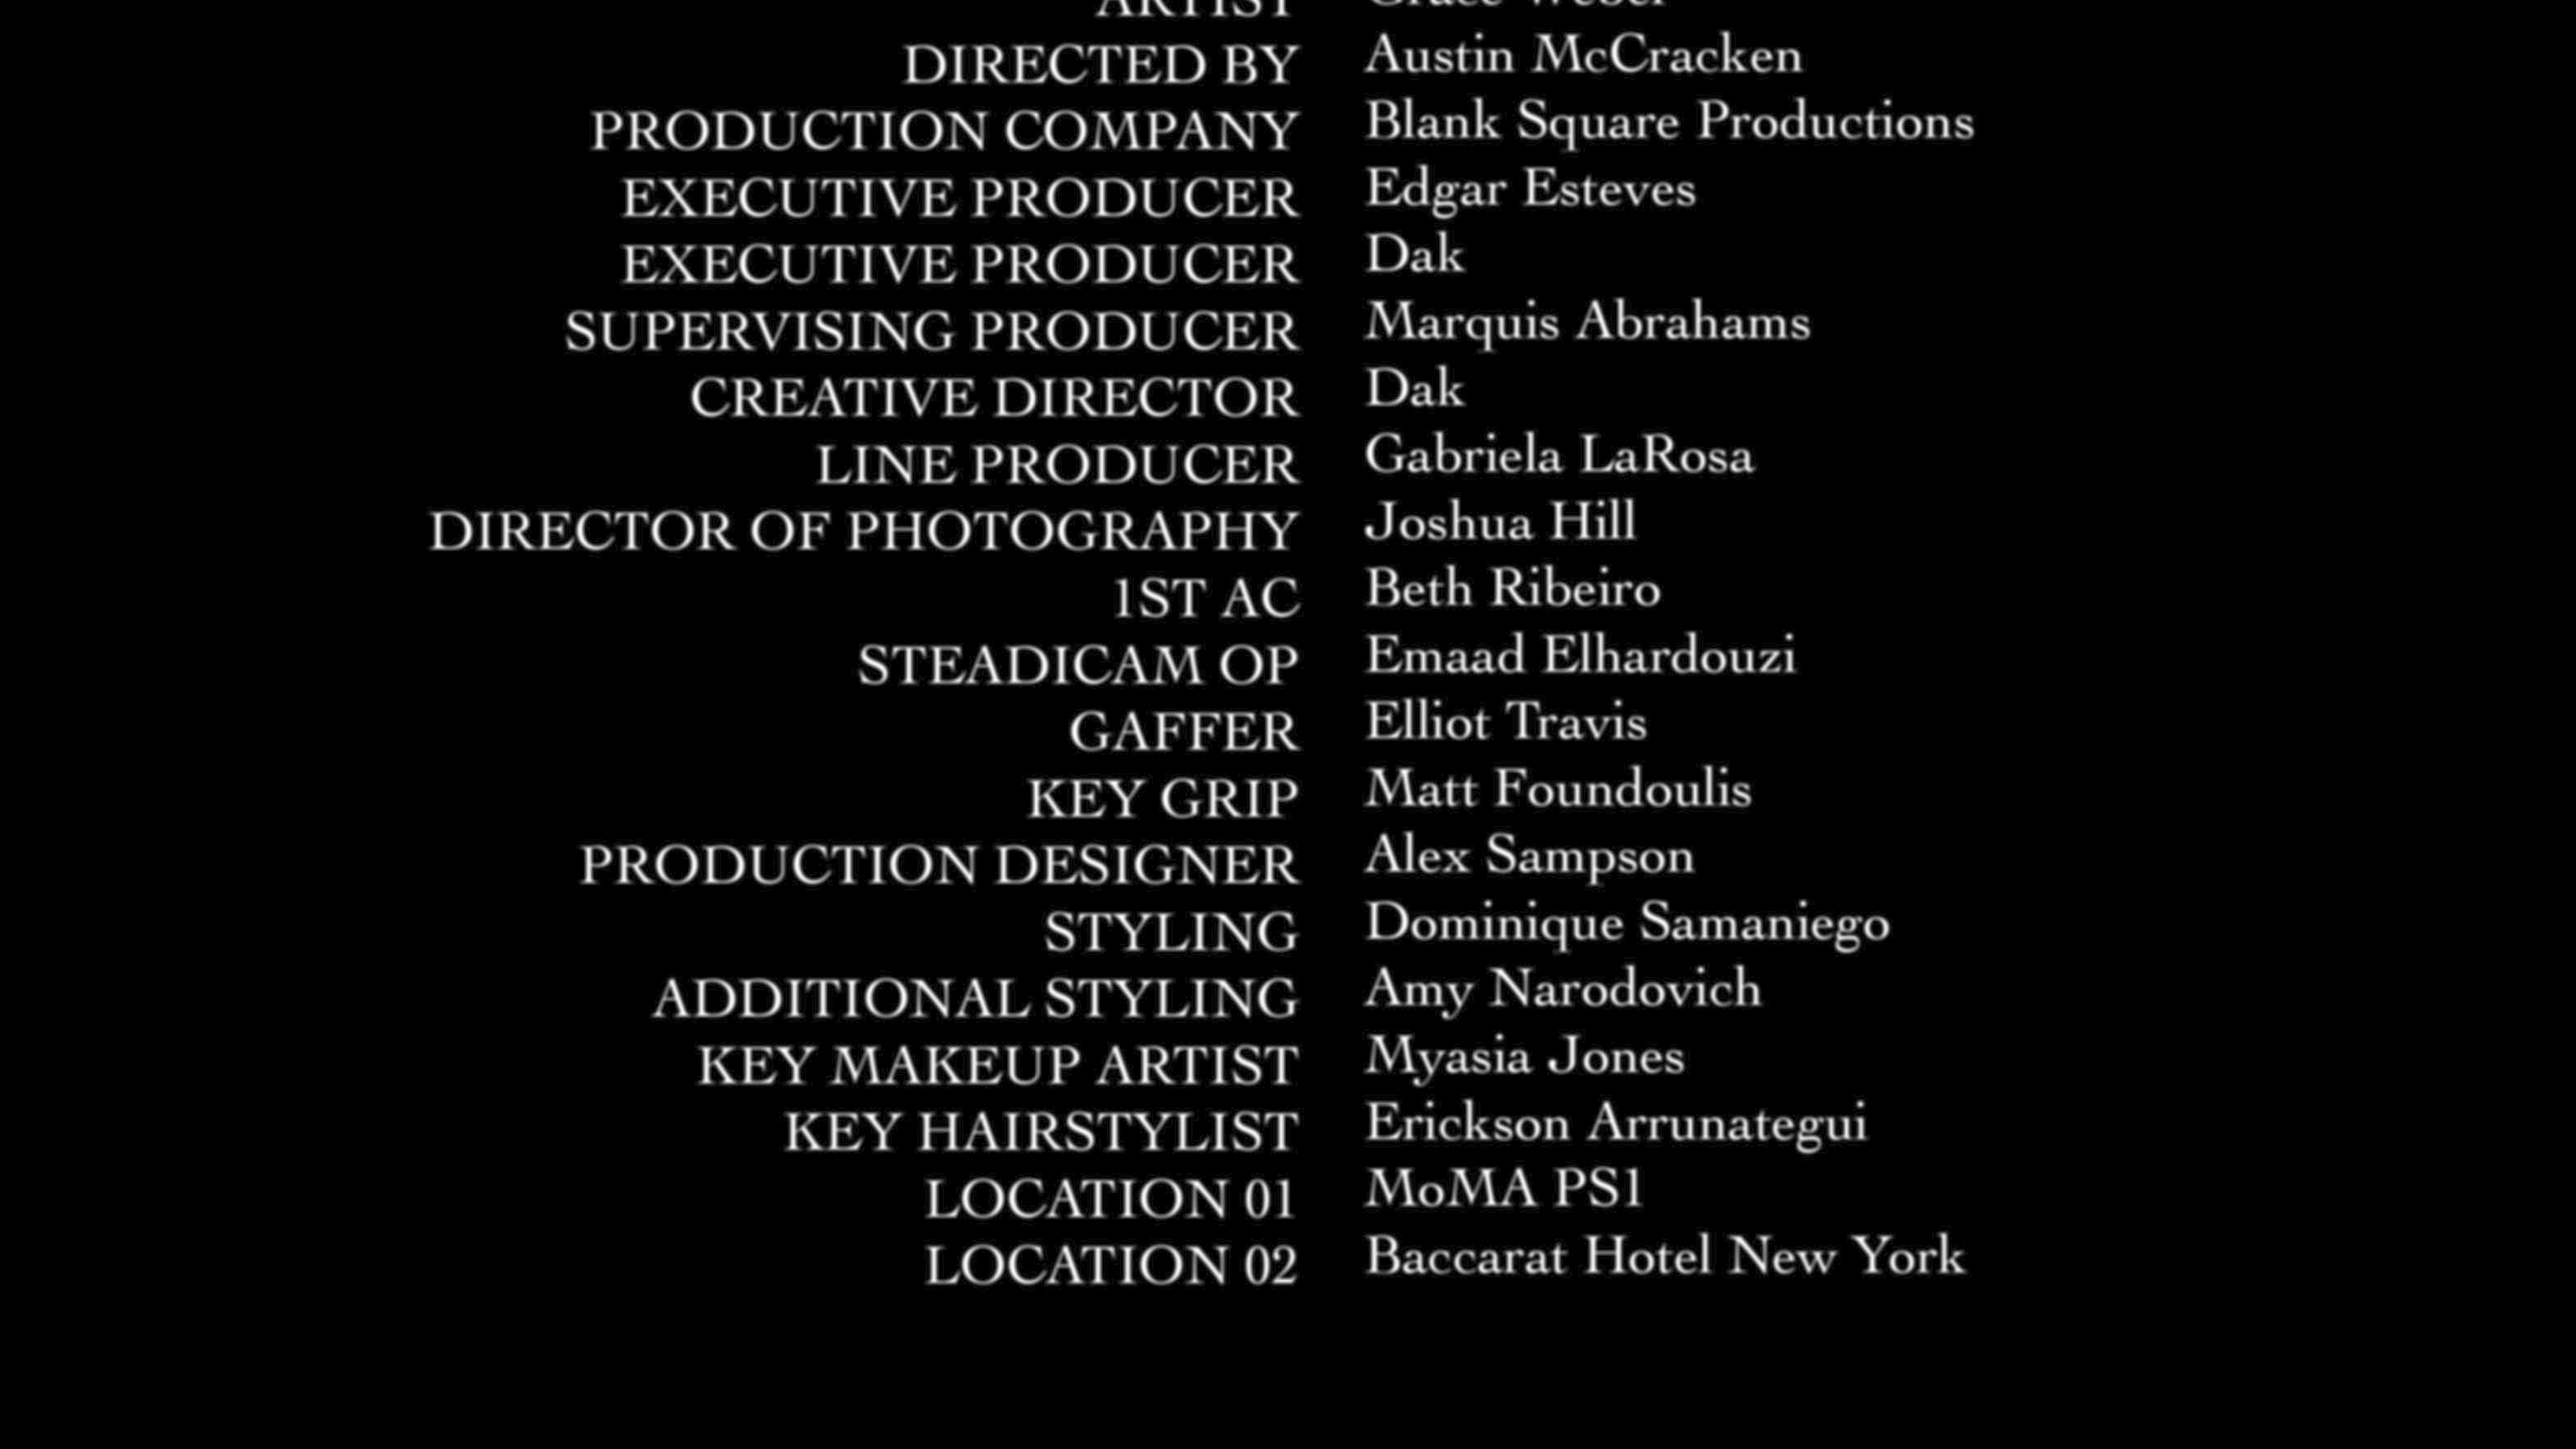 ARTIST Grace Weber
DIRECTED BY Austin McCracken
PRODUCTION COMPANY Blank Square Productions
EXECUTIVE PRODUCER Edgar Esteves
EXECUTIVE PRODUCER Dak
SUPERVISING PRODUCER Marquis Abrahams
CREATIVE DIRECTOR Dak
LINE PRODUCER Gabriela LaRosa
DIRECTOR OF PHOTOGRAPHY Joshua Hill
1ST AC Beth Ribeiro
STEADICAM OP Emaad Elhardouzi
GAFFER Elliot Travis
KEY GRIP Matt Foundoulis
PRODUCTION DESIGNER Alex Sampson
STYLING Dominique Samaniego
ADDITIONAL STYLING Amy Narodovich
KEY MAKEUP ARTIST Myasia Jones
KEY HAIRSTYLIST Erickson Arrunategui
LOCATION 01 MoMA PS1
LOCATION 02 Baccarat Hotel New York